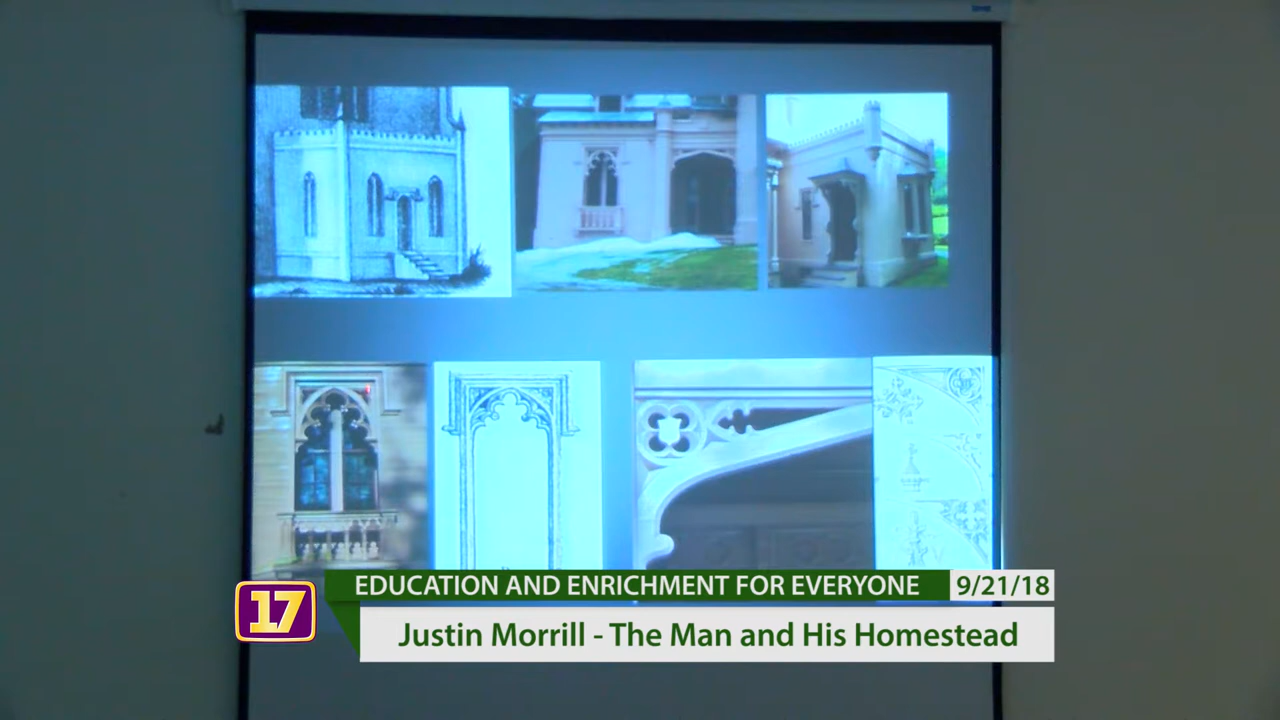 EDUCATION AND ENRICHMENT FOR EVERYONE
9/21/18
17
Justin Morrill - The Man and His Homestead